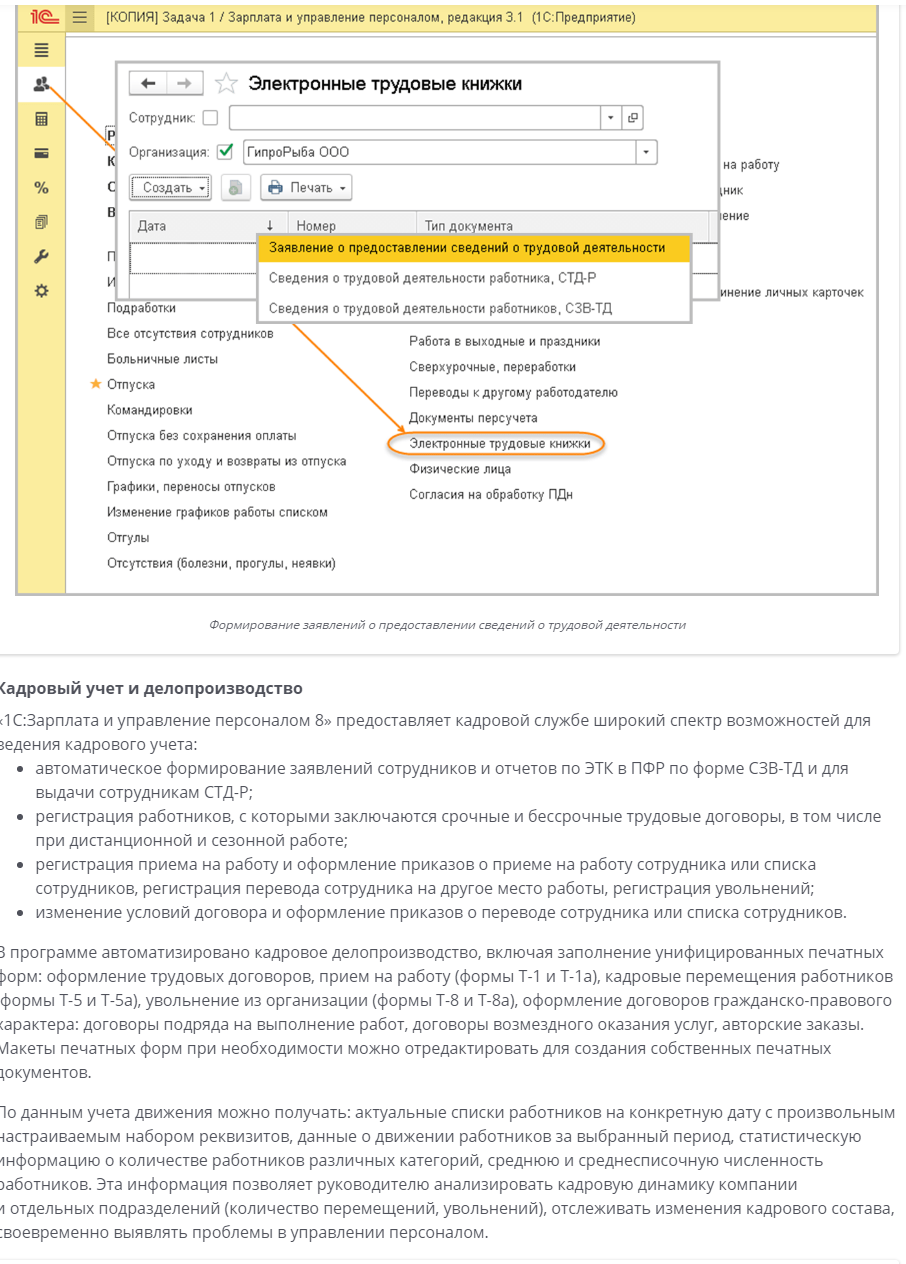 1С [КОПИЯ] Задача 1 / Зарплата и управление персоналом, редакция 3.1 (1С:Предприятие)
Электронные трудовые книжки
Сотрудник:
Организация: ГипроРыба ООО
Создать Печать
Дата ↓ Номер Тип документа
Заявление о предоставлении сведений о трудовой деятельности
Сведения о трудовой деятельности работника, СТД-Р
Сведения о трудовой деятельности работников, СЗВ-ТД
на работу
Подработки
Все отсутствия сотрудников
Больничные листы
Отпуска
Командировки
Отпуска без сохранения оплаты
Отпуска по уходу и возвраты из отпуска
Графики, переносы отпусков
Изменение графиков работы списком
Отгулы
Отсутствия (болезни, прогулы, неявки)
личных карточек
Работа в выходные и праздники
Сверхурочные, переработки
Переводы к другому работодателю
Документы персучета
Электронные трудовые книжки
Физические лица
Согласия на обработку ПДн
Формирование заявлений о предоставлении сведений о трудовой деятельности
Кадровый учет и делопроизводство
«1С:Зарплата и управление персоналом 8» предоставляет кадровой службе широкий спектр возможностей для
ведения кадрового учета:
• автоматическое формирование заявлений сотрудников и отчетов по ЭТК в ПФР по форме СЗВ-ТД и для
выдачи сотрудникам СТД-Р;
• регистрация работников, с которыми заключаются срочные и бессрочные трудовые договоры, в том числе
при дистанционной и сезонной работе;
• регистрация приема на работу и оформление приказов о приеме на работу сотрудника или списка
сотрудников, регистрация перевода сотрудника на другое место работы, регистрация увольнений;
• изменение условий договора и оформление приказов о переводе сотрудника или списка сотрудников.
В программе автоматизировано кадровое делопроизводство, включая заполнение унифицированных печатных
форм: оформление трудовых договоров, прием на работу (формы Т-1 и Т-1а), кадровые перемещения работников
(формы Т-5 и Т-5а), увольнение из организации (формы Т-8 и Т-8а), оформление договоров гражданско-правового
характера: договоры подряда на выполнение работ, договоры возмездного оказания услуг, авторские заказы.
Макеты печатных форм при необходимости можно отредактировать для создания собственных печатных
документов.
По данным учета движения можно получать: актуальные списки работников на конкретную дату с произвольным
настраиваемым набором реквизитов, данные о движении работников за выбранный период, статистическую
информацию о количестве работников различных категорий, среднюю и среднесписочную численность
работников. Эта информация позволяет руководителю анализировать кадровую динамику компании
и отдельных подразделений (количество перемещений, увольнений), отслеживать изменения кадрового состава,
своевременно выявлять проблемы в управлении персоналом.